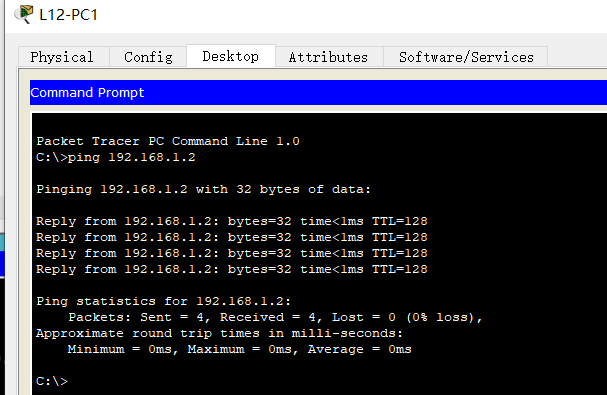 L12-PC1
Physical Config Desktop Attributes Software/Services
Command Prompt
Packet Tracer PC Command Line 1.0
C:\>ping 192.168.1.2
Pinging 192.168.1.2 with 32 bytes of data:
Reply from 192.168.1.2: bytes=32 time<1ms TTL=128
Reply from 192.168.1.2: bytes=32 time<1ms TTL=128
Reply from 192.168.1.2: bytes=32 time<1ms TTL=128
Reply from 192.168.1.2: bytes=32 time<1ms TTL=128
Ping statistics for 192.168.1.2:
Packets: Sent = 4, Received = 4, Lost = 0 (0% loss),
Approximate round trip times in milli-seconds:
Minimum = 0ms, Maximum = 0ms, Average = 0ms
C:\>